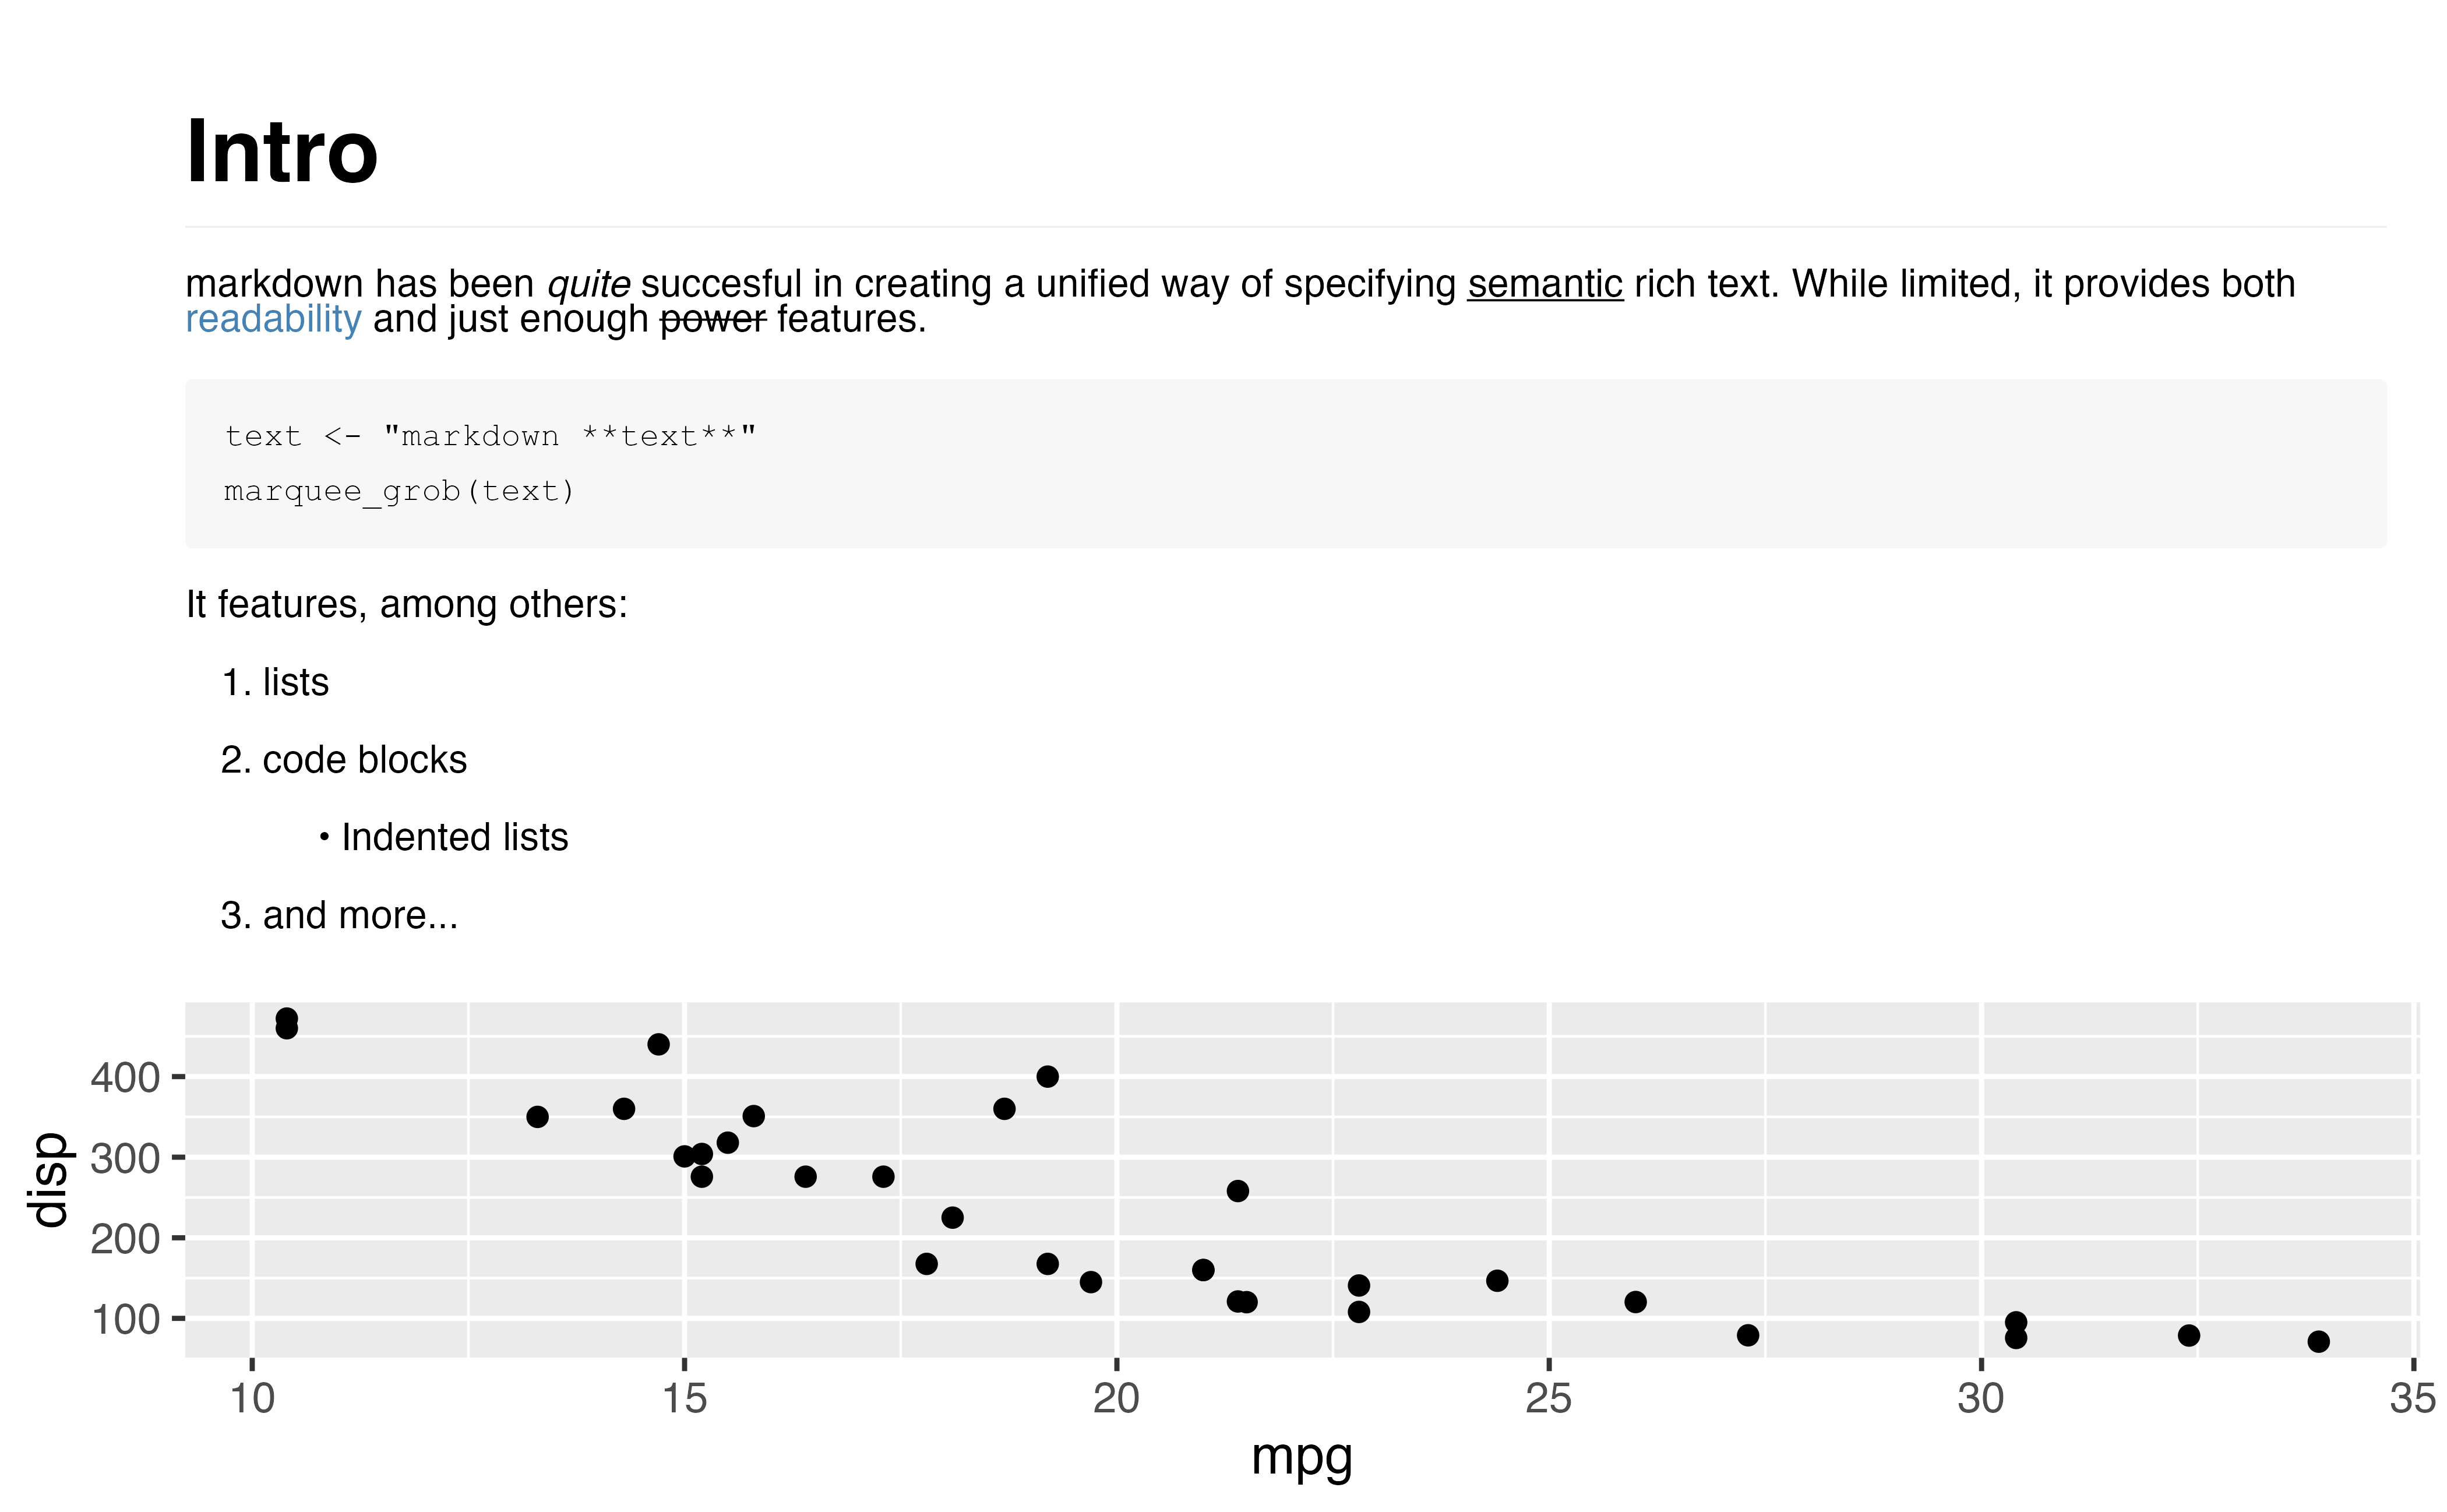 Intro
markdown has been quite succesful in creating a unified way of specifying semantic rich text. While limited, it provides both
readability and just enough power features.
text <- "markdown **text**"
marquee_grob(text)
It features, among others:
1. lists
2. code blocks
• Indented lists
3. and more...
400
300
200
100
disp
10 15 20 25 30 35
mpg